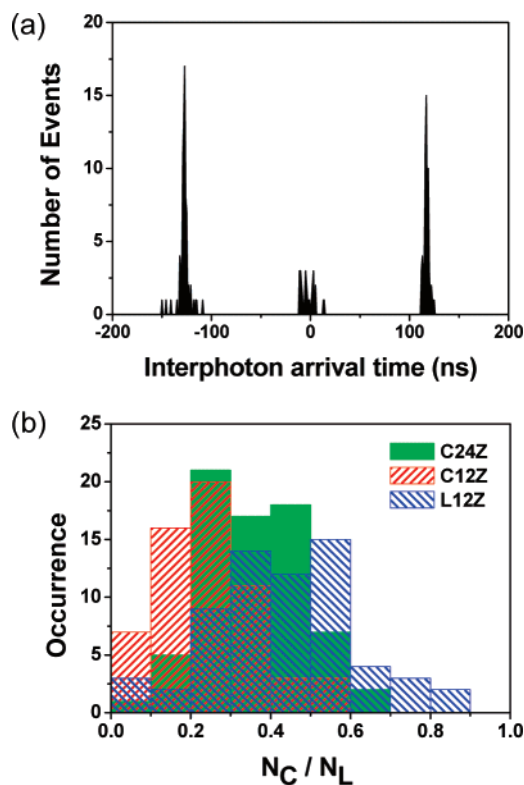 (a)
20
15
10
5
0
Number of Events
-200 -100 0 100 200
Interphoton arrival time (ns)
(b)
25
20
15
10
5
0
Occurrence
C24Z
C12Z
L12Z
0.0 0.2 0.4 0.6 0.8 1.0
N_C / N_L